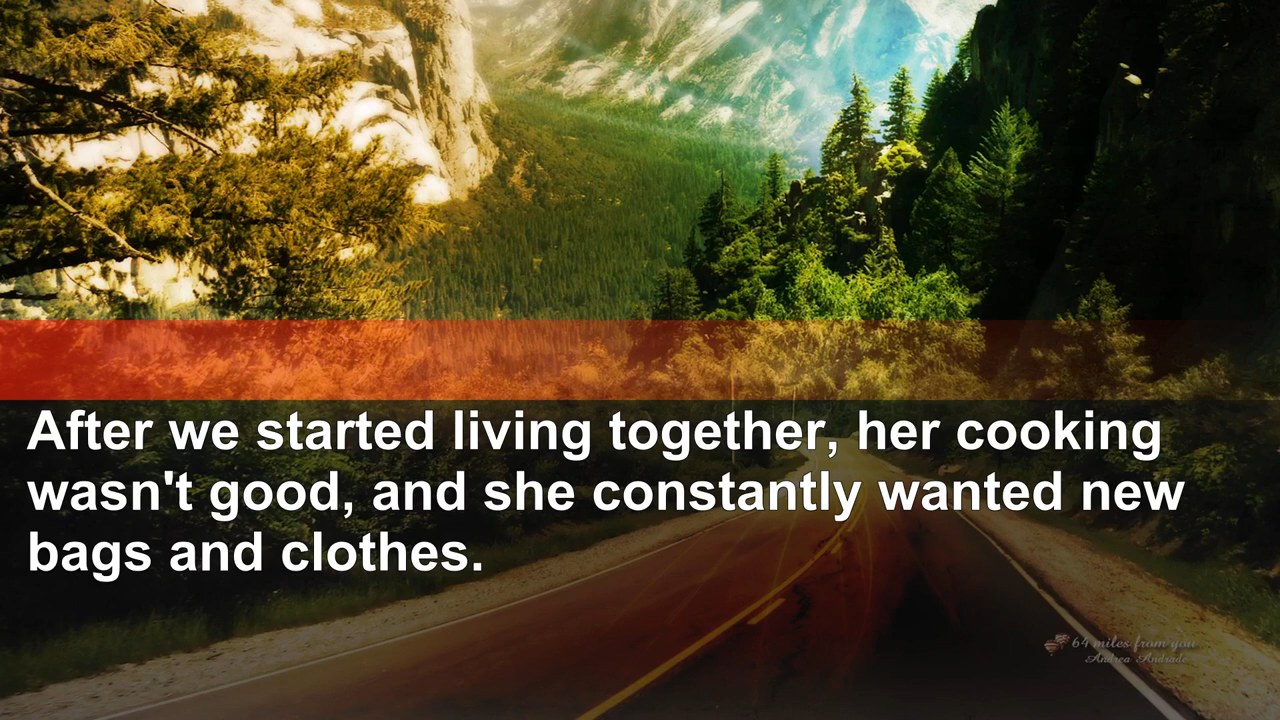 After we started living together, her cooking
wasn't good, and she constantly wanted new
bags and clothes.
64 miles from you
Andrea Andrade